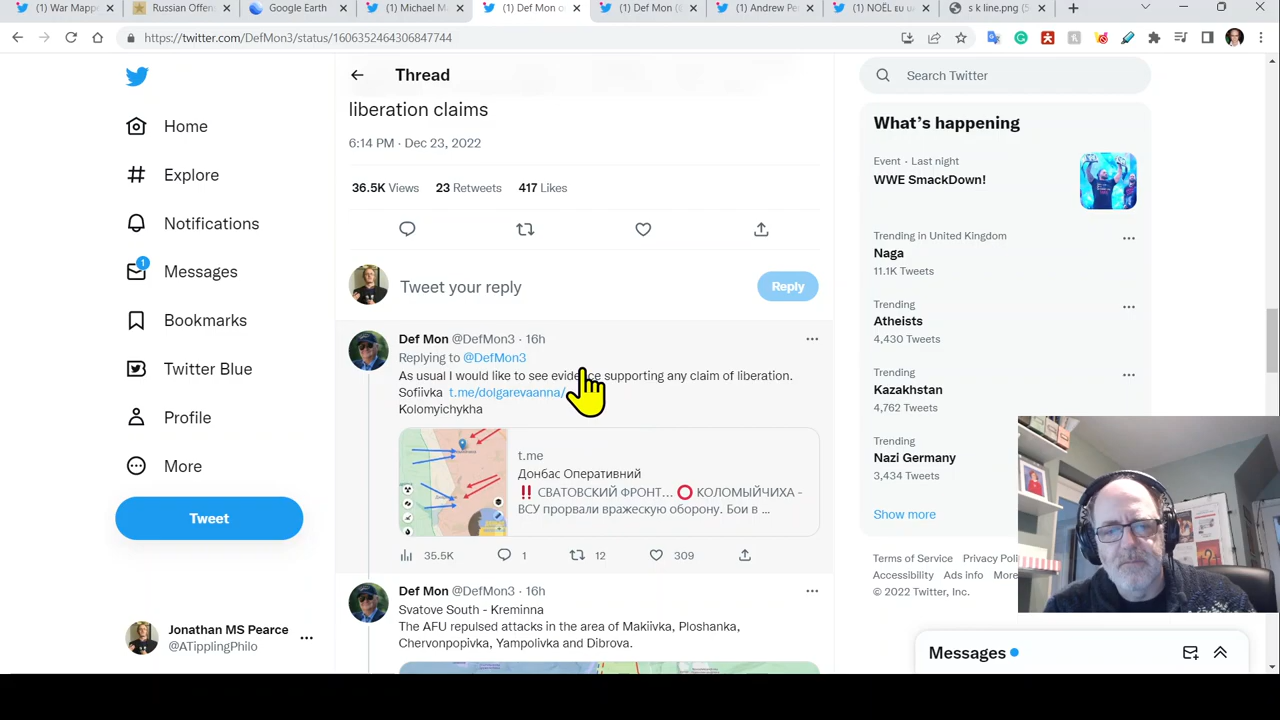 (1) War Mapp
Russian Offen
Google Earth
(1) Michael M
(1) Def Mon o
(1) Def Mon (
(1) Andrew Pe
(1) NOËL EU U
s k line.png (5
https://twitter.com/DefMon3/status/1606352464306847744
Home
Explore
Notifications
1
Messages
Bookmarks
Twitter Blue
Profile
More
Tweet
Jonathan MS Pearce
@ATipplingPhilo
Thread
liberation claims
6:14 PM · Dec 23, 2022
36.5K Views 23 Retweets 417 Likes
Tweet your reply
Reply
Def Mon @DefMon3 · 16h
Replying to @DefMon3
As usual I would like to see evidence supporting any claim of liberation.
Sofiivka t.me/dolgarevaanna/
Kolomyichykha
t.me
Донбас Оперативний
‼️ СВАТОВСКИЙ ФРОНТ... ⭕ КОЛОМЫЙЧИХА -
ВСУ прорвали вражескую оборону. Бои в ...
35.5K 1 12 309
Def Mon @DefMon3 · 16h
Svatove South - Kreminna
The AFU repulsed attacks in the area of Makiivka, Ploshanka,
Chervonpopivka, Yampolivka and Dibrova.
Search Twitter
What's happening
Event · Last night
WWE SmackDown!
Trending in United Kingdom
Naga
11.1K Tweets
Trending
Atheists
4,430 Tweets
Trending
Kazakhstan
4,762 Tweets
Trending
Nazi Germany
3,434 Tweets
Show more
Terms of Service Privacy Poli
Accessibility Ads info More
© 2022 Twitter, Inc.
Messages